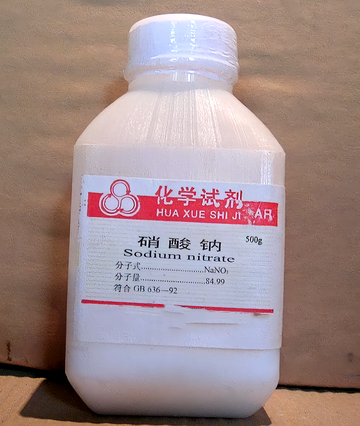 化学试剂
HUA XUE SHI JI AR
硝酸钠 500g
Sodium nitrate
分子式..............................NaNO₃
分子量..............................84.99
符合 GB 636—92